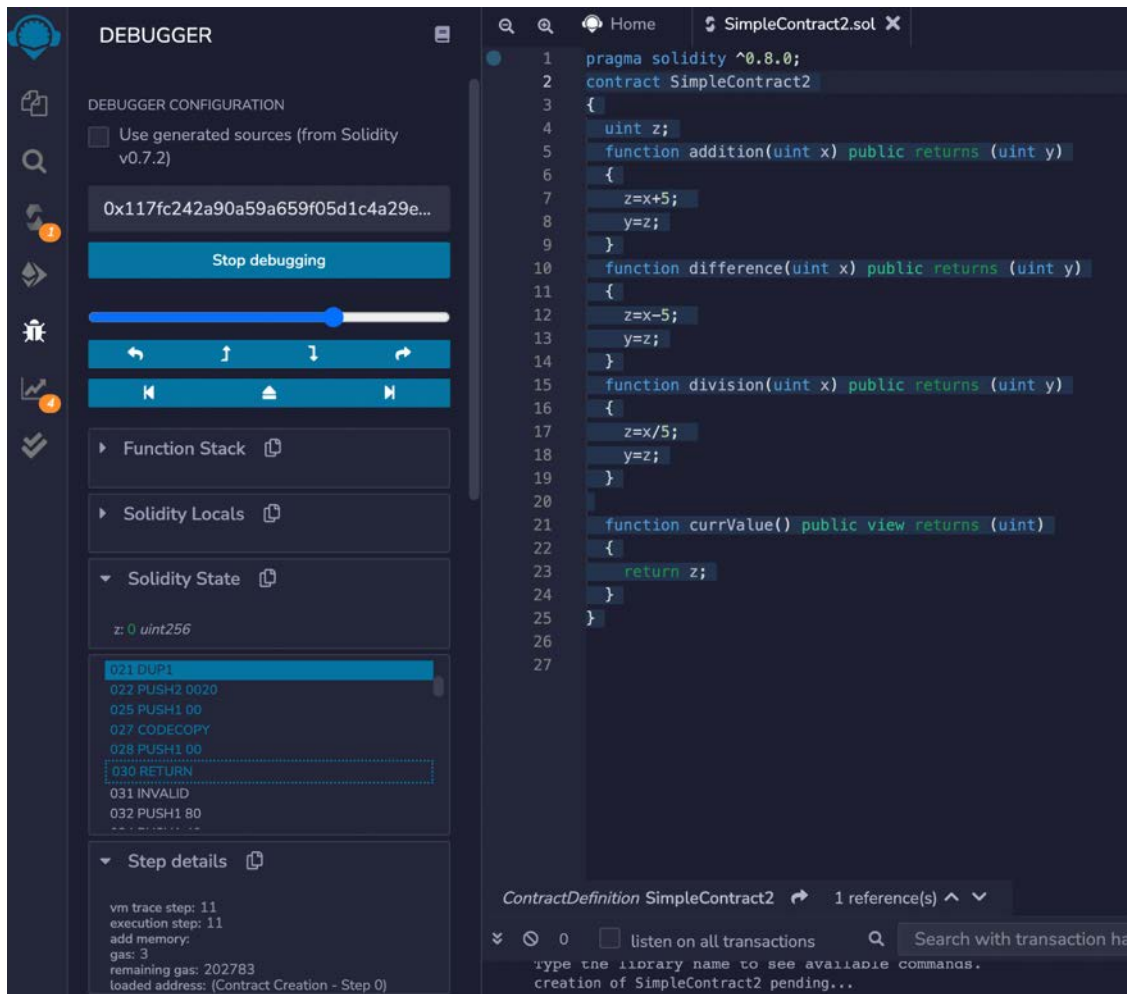 DEBUGGER
DEBUGGER CONFIGURATION
Use generated sources (from Solidity
v0.7.2)
0x117fc242a90a59a659f05d1c4a29e...
Stop debugging
1
4
Function Stack
Solidity Locals
Solidity State
z: 0 uint256
021 DUP1
022 PUSH2 0020
025 PUSH1 00
027 CODECOPY
028 PUSH1 00
030 RETURN
031 INVALID
032 PUSH1 80
Step details
vm trace step: 11
execution step: 11
add memory:
gas: 3
remaining gas: 202783
loaded address: (Contract Creation - Step 0)
Home
SimpleContract2.sol
1 pragma solidity ^0.8.0;
2 contract SimpleContract2
3 {
4 uint z;
5 function addition(uint x) public returns (uint y)
6 {
7 z=x+5;
8 y=z;
9 }
10 function difference(uint x) public returns (uint y)
11 {
12 z=x-5;
13 y=z;
14 }
15 function division(uint x) public returns (uint y)
16 {
17 z=x/5;
18 y=z;
19 }
20
21 function currValue() public view returns (uint)
22 {
23 return z;
24 }
25 }
26
27
ContractDefinition SimpleContract2 1 reference(s)
0 listen on all transactions Search with transaction ha
Type the library name to see available commands.
creation of SimpleContract2 pending...